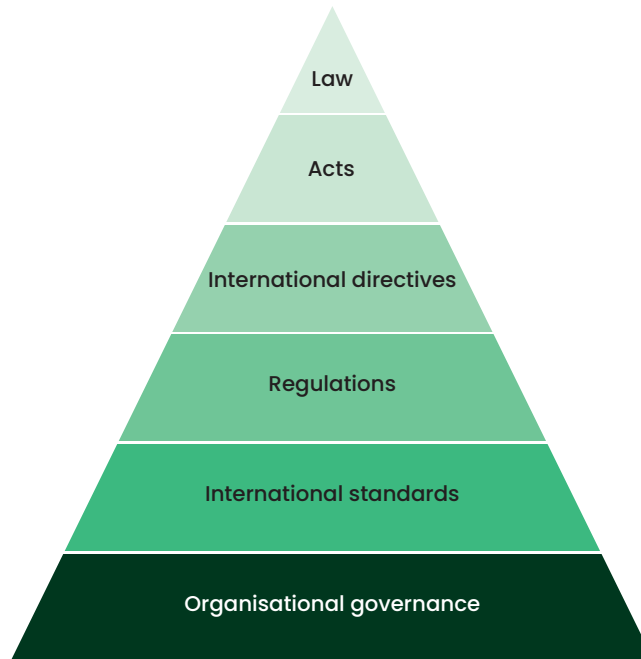 Law
Acts
International directives
Regulations
International standards
Organisational governance